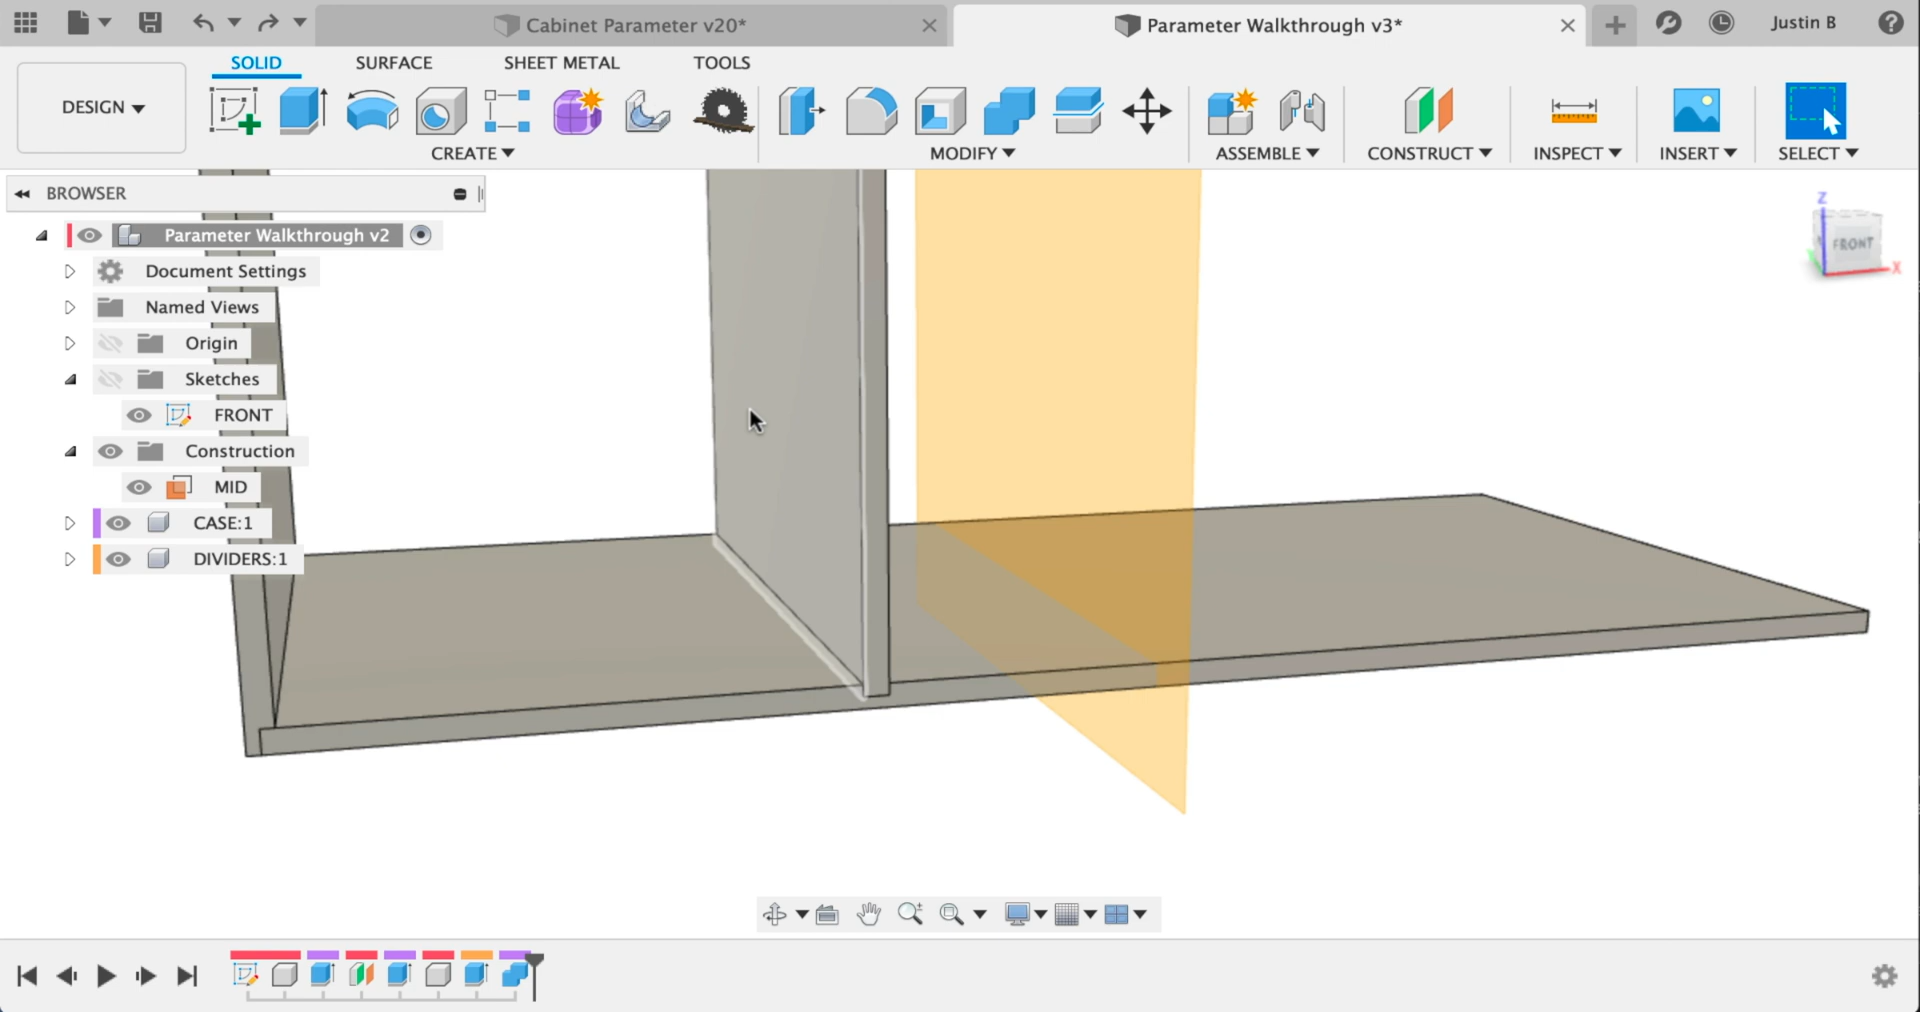 Cabinet Parameter v20*
Parameter Walkthrough v3*
Justin B
SOLID
SURFACE
SHEET METAL
TOOLS
DESIGN
CREATE
MODIFY
ASSEMBLE
CONSTRUCT
INSPECT
INSERT
SELECT
BROWSER
Parameter Walkthrough v2
Document Settings
Named Views
Origin
Sketches
FRONT
Construction
MID
CASE:1
DIVIDERS:1
Z
FRONT
X